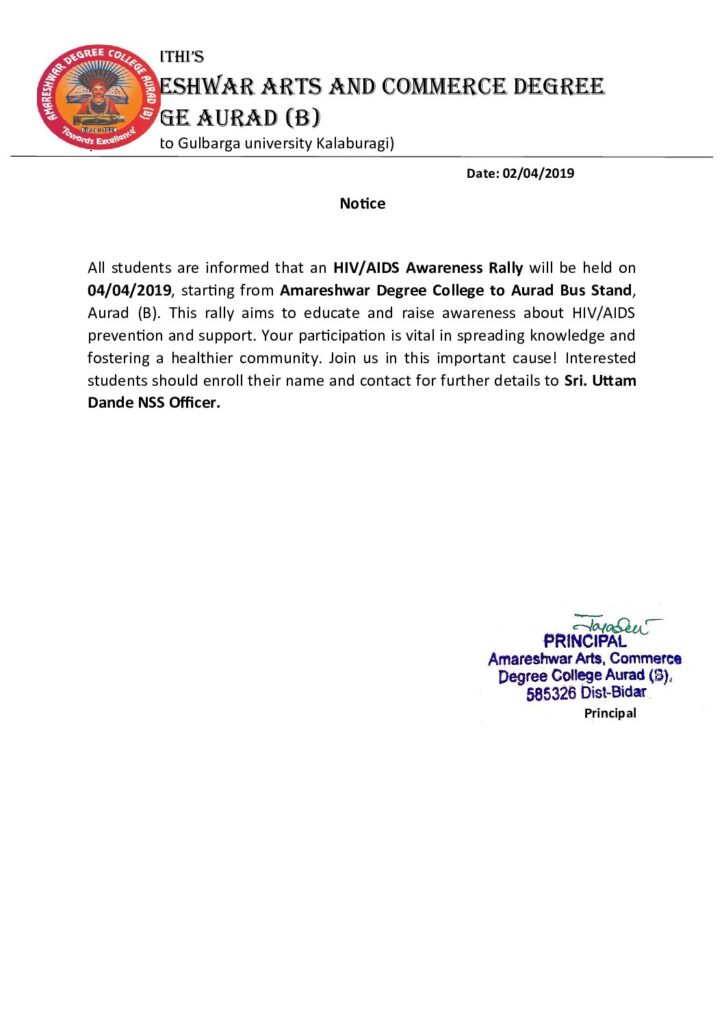 AMARESHWAR DEGREE COLLEGE AURAD (B)
"Towards Excellence"
ITHI'S
ESHWAR ARTS AND COMMERCE DEGREE
GE AURAD (B)
to Gulbarga university Kalaburagi)
Date: 02/04/2019
Notice
All students are informed that an HIV/AIDS Awareness Rally will be held on
04/04/2019, starting from Amareshwar Degree College to Aurad Bus Stand,
Aurad (B). This rally aims to educate and raise awareness about HIV/AIDS
prevention and support. Your participation is vital in spreading knowledge and
fostering a healthier community. Join us in this important cause! Interested
students should enroll their name and contact for further details to Sri. Uttam
Dande NSS Officer.
PRINCIPAL
Amareshwar Arts, Commerce
Degree College Aurad (B),
585326 Dist-Bidar
Principal